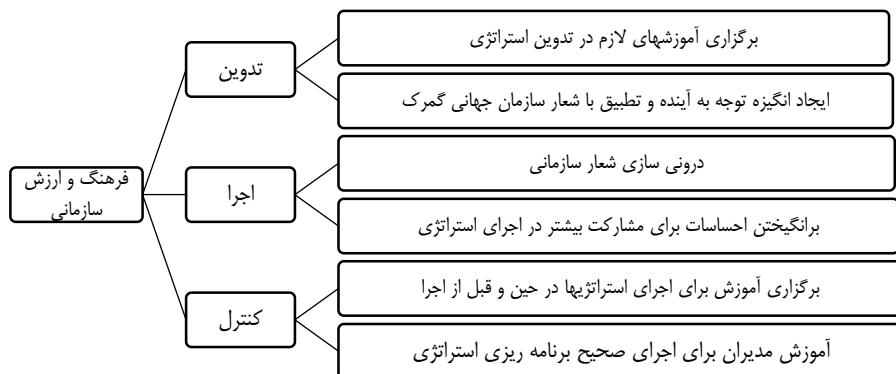 برگزاری آموزشهای لازم در تدوین استراتژی
تدوین
ایجاد انگیزه توجه به آینده و تطبیق با شعار سازمان جهانی گمرک
درونی سازی شعار سازمانی
فرهنگ و ارزش
سازمانی
اجرا
برانگیختن احساسات برای مشارکت بیشتر در اجرای استراتژی
برگزاری آموزش برای اجرای استراتژیها در حین و قبل از اجرا
کنترل
آموزش مدیران برای اجرای صحیح برنامه ریزی استراتژی